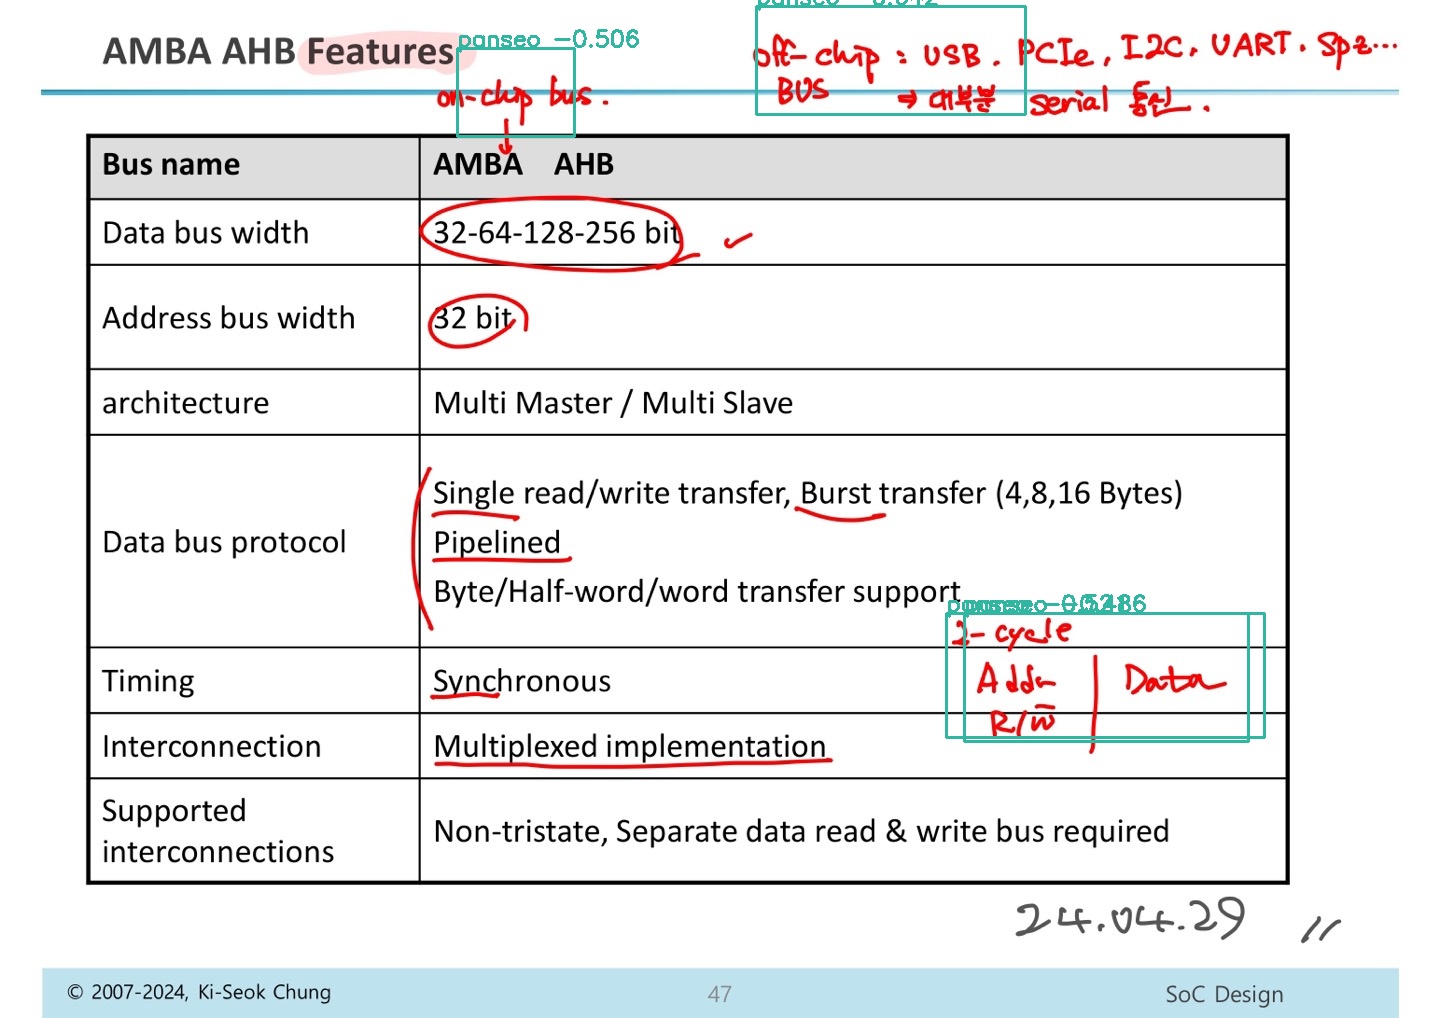 AMBA AHB Features
panseo -0.506
on-chip bus.
off-chip : USB. PCIe, I2C, UART. SPI...
BUS ⇒ 대부분 serial 통신.
Bus name AMBA AHB
Data bus width 32-64-128-256 bit
Address bus width 32 bit
architecture Multi Master / Multi Slave
Data bus protocol
Single read/write transfer, Burst transfer (4,8,16 Bytes)
Pipelined
Byte/Half-word/word transfer support
2-cycle
Timing Synchronous
Addr Data
R/W̅
Interconnection Multiplexed implementation
Supported
interconnections
Non-tristate, Separate data read & write bus required
24.04.29
© 2007-2024, Ki-Seok Chung 47 SoC Design